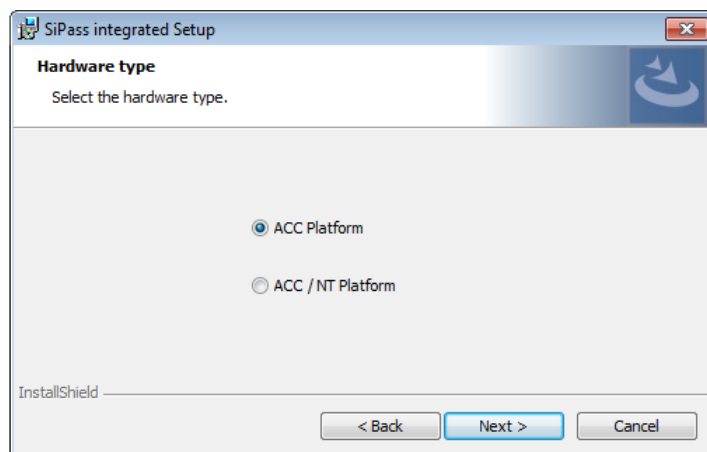 SiPass integrated Setup
Hardware type
Select the hardware type.
ACC Platform
ACC / NT Platform
InstallShield
< Back
Next >
Cancel